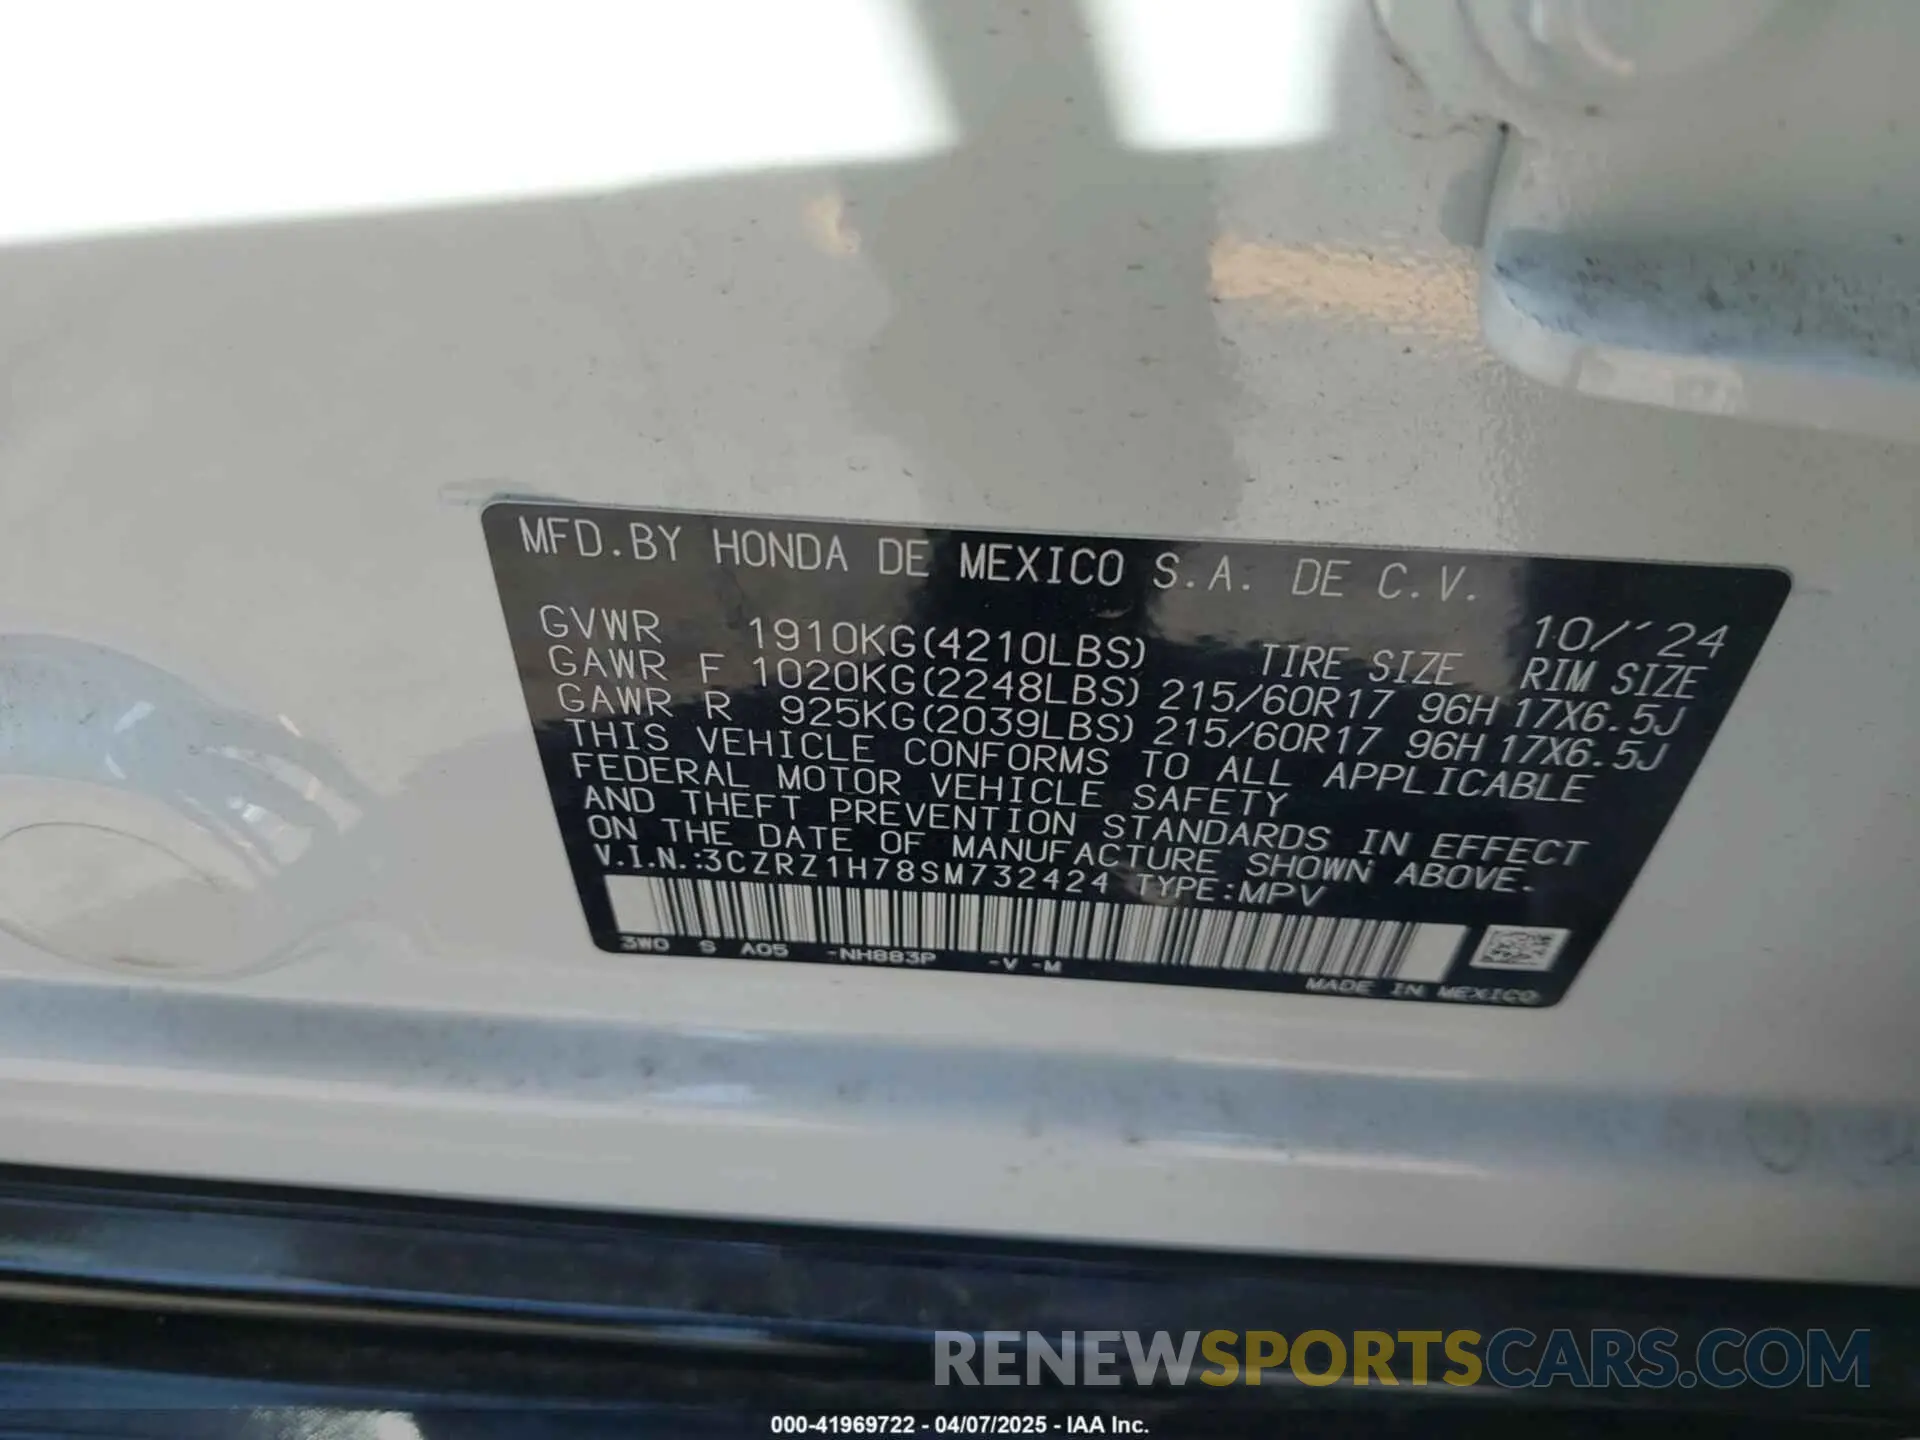 MFD.BY HONDA DE MEXICO S.A. DE C.V.
10/'24
GVWR 1910KG(4210LBS) TIRE SIZE RIM SIZE
GAWR F 1020KG(2248LBS) 215/60R17 96H 17X6.5J
GAWR R 925KG(2039LBS) 215/60R17 96H 17X6.5J
THIS VEHICLE CONFORMS TO ALL APPLICABLE
FEDERAL MOTOR VEHICLE SAFETY
AND THEFT PREVENTION STANDARDS IN EFFECT
ON THE DATE OF MANUFACTURE SHOWN ABOVE.
V.I.N.:3CZRZ1H78SM732424 TYPE:MPV
3W0 S A05 -NH883P -V -M
MADE IN MEXICO
RENEWSPORTSCARS.COM
000-41969722 - 04/07/2025 - IAA Inc.